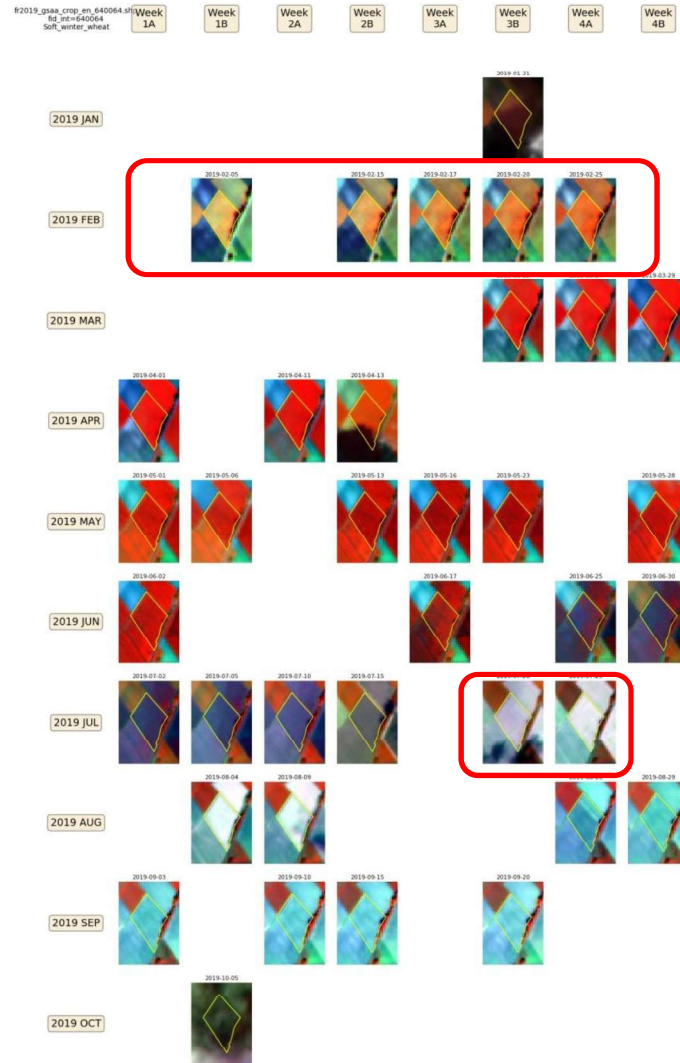 fr2019_gsaa_crop_en_640064.sh
fid_int=640064
Soft_winter_wheat
Week 1A
Week 1B
Week 2A
Week 2B
Week 3A
Week 3B
Week 4A
Week 4B
2019 JAN
2019 FEB
2019-02-05
2019-02-15
2019-02-17
2019-02-20
2019-02-25
2019 MAR
019-03-29
2019 APR
2019-04-01
2019-04-11
2019-04-13
2019 MAY
2019-05-01
2019-05-06
2019-05-13
2019-05-16
2019-05-23
2019-05-28
2019 JUN
2019-06-02
2019-06-17
2019-06-25
2019-06-30
2019 JUL
2019-07-02
2019-07-05
2019-07-10
2019-07-15
2019 AUG
2019-08-04
2019-08-09
2019-08-29
2019 SEP
2019-09-03
2019-09-10
2019-09-15
2019-09-20
2019 OCT
2019-10-05